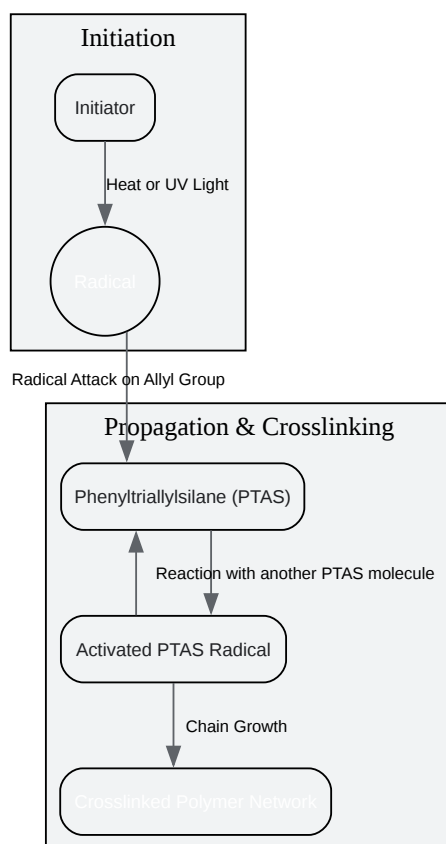 Initiation
Initiator
Heat or UV Light
Radical
Radical Attack on Allyl Group
Propagation & Crosslinking
Phenyltriallylsilane (PTAS)
Reaction with another PTAS molecule
Activated PTAS Radical
Chain Growth
Crosslinked Polymer Network